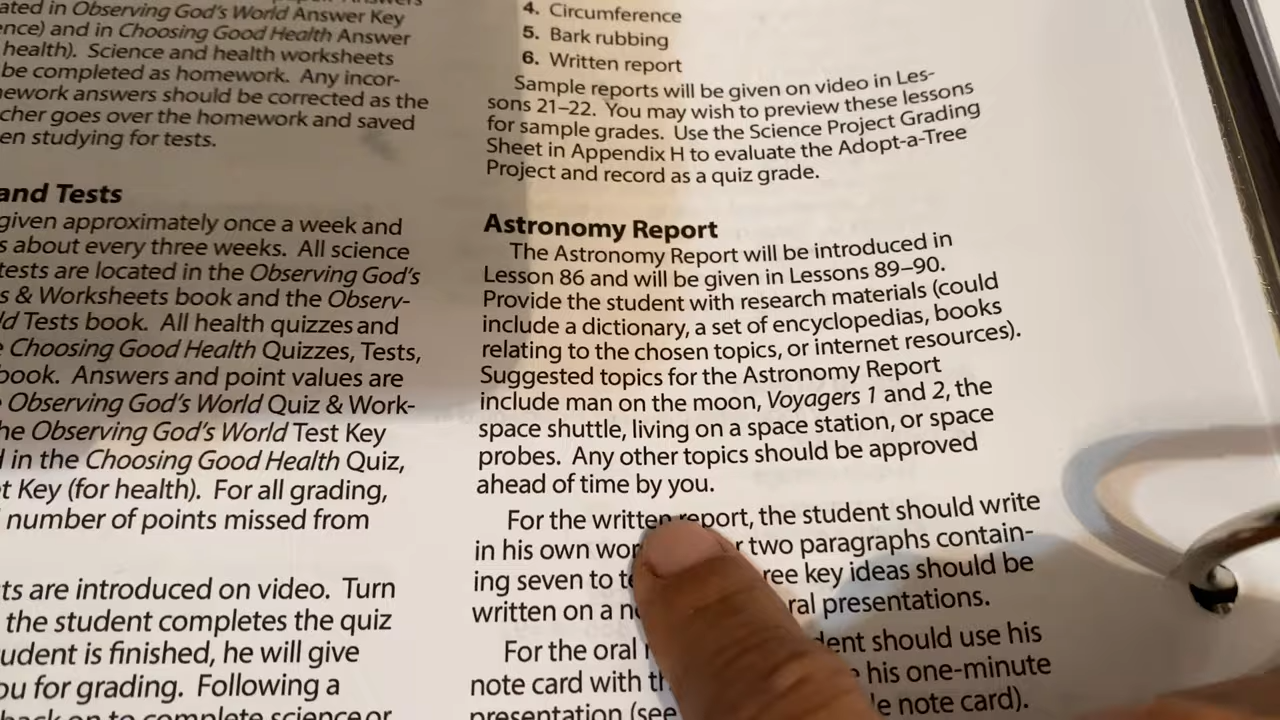 ated in Observing God's World Answer Key
ence) and in Choosing Good Health Answer
health). Science and health worksheets
be completed as homework. Any incor-
ework answers should be corrected as the
cher goes over the homework and saved
en studying for tests.
and Tests
given approximately once a week and
s about every three weeks. All science
tests are located in the Observing God's
s & Worksheets book and the Observ-
ld Tests book. All health quizzes and
Choosing Good Health Quizzes, Tests,
book. Answers and point values are
Observing God's World Quiz & Work-
he Observing God's World Test Key
d in the Choosing Good Health Quiz,
t Key (for health). For all grading,
number of points missed from
ts are introduced on video. Turn
the student completes the quiz
udent is finished, he will give
ou for grading. Following a
back on to complete science or
4. Circumference
5. Bark rubbing
6. Written report
Sample reports will be given on video in Les-
sons 21–22. You may wish to preview these lessons
for sample grades. Use the Science Project Grading
Sheet in Appendix H to evaluate the Adopt-a-Tree
Project and record as a quiz grade.
Astronomy Report
The Astronomy Report will be introduced in
Lesson 86 and will be given in Lessons 89–90.
Provide the student with research materials (could
include a dictionary, a set of encyclopedias, books
relating to the chosen topics, or internet resources).
Suggested topics for the Astronomy Report
include man on the moon, Voyagers 1 and 2, the
space shuttle, living on a space station, or space
probes. Any other topics should be approved
ahead of time by you.
For the written report, the student should write
in his own wor r two paragraphs contain-
ing seven to te ree key ideas should be
written on a no ral presentations.
For the oral dent should use his
note card with th his one-minute
presentation (see le note card).